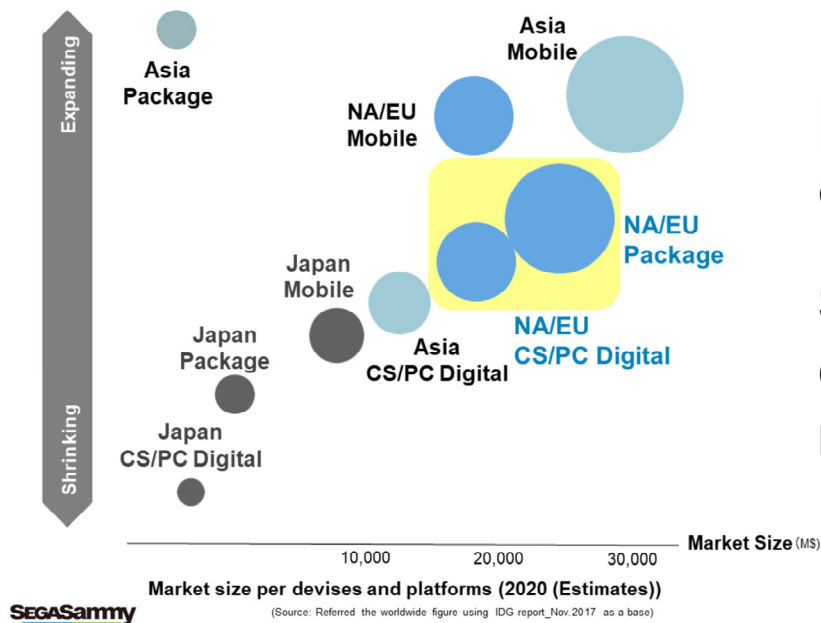 Expanding
Shrinking
Asia
Package
Asia
Mobile
NA/EU
Mobile
NA/EU
Package
Japan
Mobile
NA/EU
CS/PC Digital
Asia
CS/PC Digital
Japan
Package
Japan
CS/PC Digital
10,000
20,000
30,000
Market Size (M$)
Market size per devises and platforms (2020 (Estimates))
(Source: Referred the worldwide figure using IDG report_Nov.2017 as a base)
SEGASammy